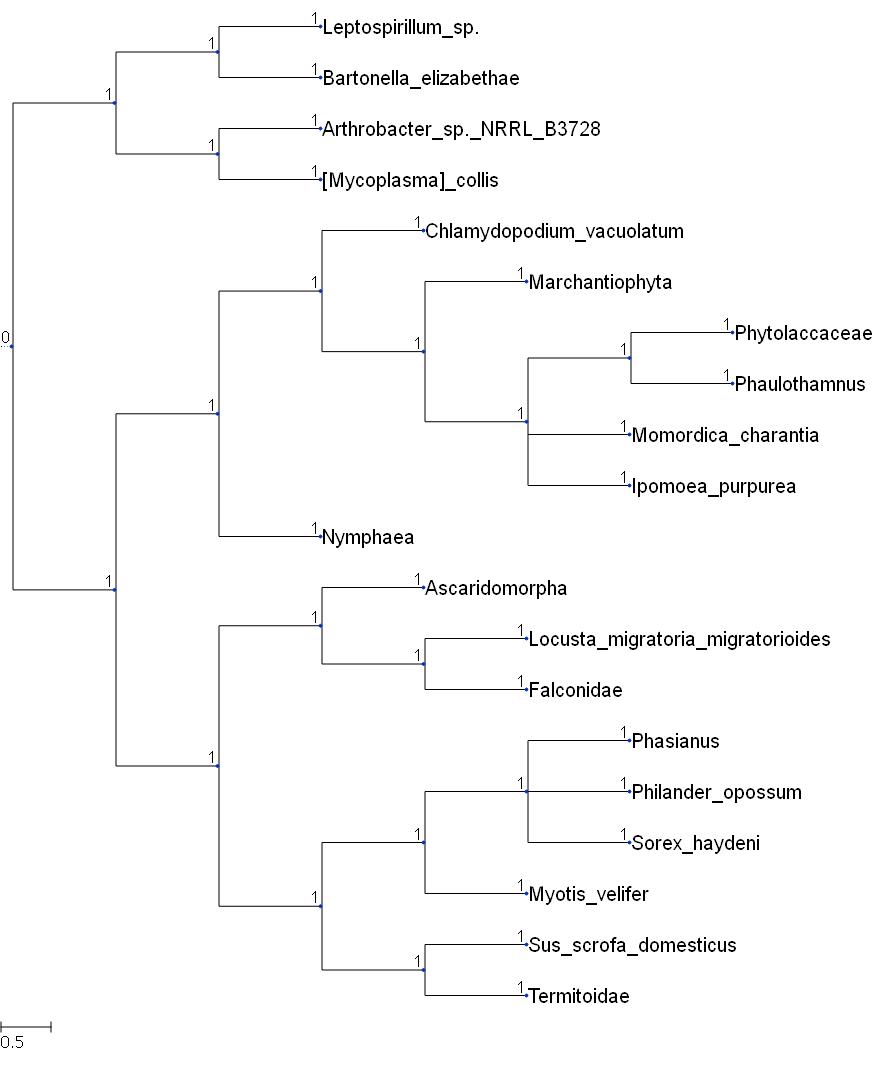 1 Leptospirillum_sp.
1
1 Bartonella_elizabethae
1
1 Arthrobacter_sp._NRRL_B3728
1
1 [Mycoplasma]_collis
1 Chlamydopodium_vacuolatum
1 Marchantiophyta
1
1 Phytolaccaceae
0
1
1
1 Phaulothamnus
1
1
1 Momordica_charantia
1 Ipomoea_purpurea
1 Nymphaea
1
1 Ascaridomorpha
1
1 Locusta_migratoria_migratorioides
1
1 Falconidae
1 Phasianus
1
1
1 Philander_opossum
1
1 Sorex_haydeni
1 Myotis_velifer
1
1 Sus_scrofa_domesticus
1
1 Termitoidae
0.5